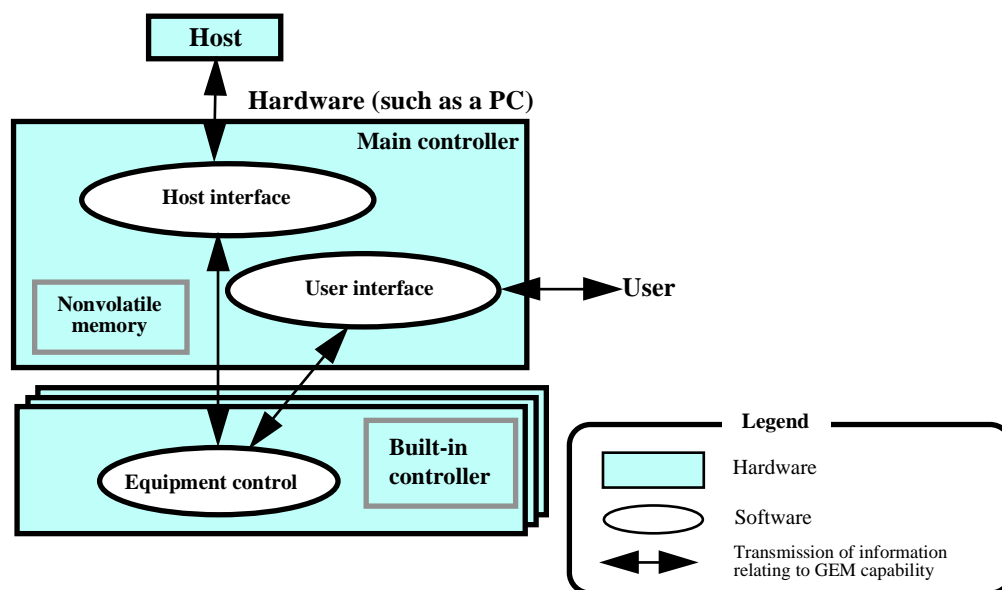 Host
Hardware (such as a PC)
Main controller
Host interface
User interface
User
Nonvolatile
memory
Built-in
controller
Equipment control
Legend
Hardware
Software
Transmission of information
relating to GEM capability